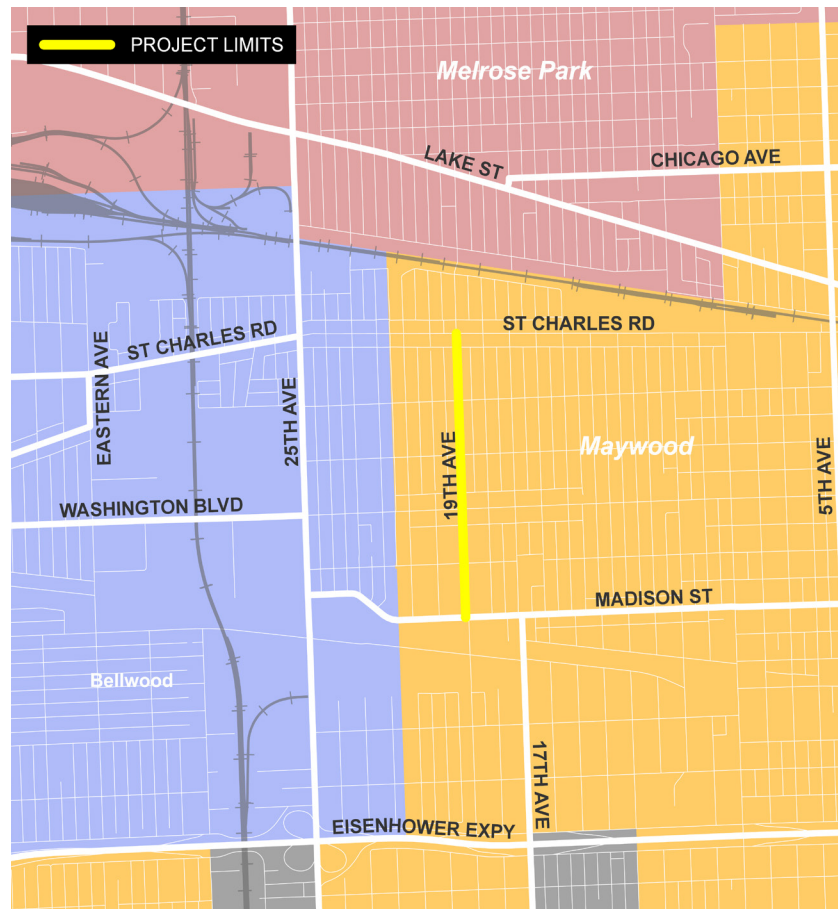 PROJECT LIMITS
Melrose Park
LAKE ST
CHICAGO AVE
ST CHARLES RD
ST CHARLES RD
EASTERN AVE
25TH AVE
19TH AVE
Maywood
5TH AVE
WASHINGTON BLVD
MADISON ST
Bellwood
17TH AVE
EISENHOWER EXPY